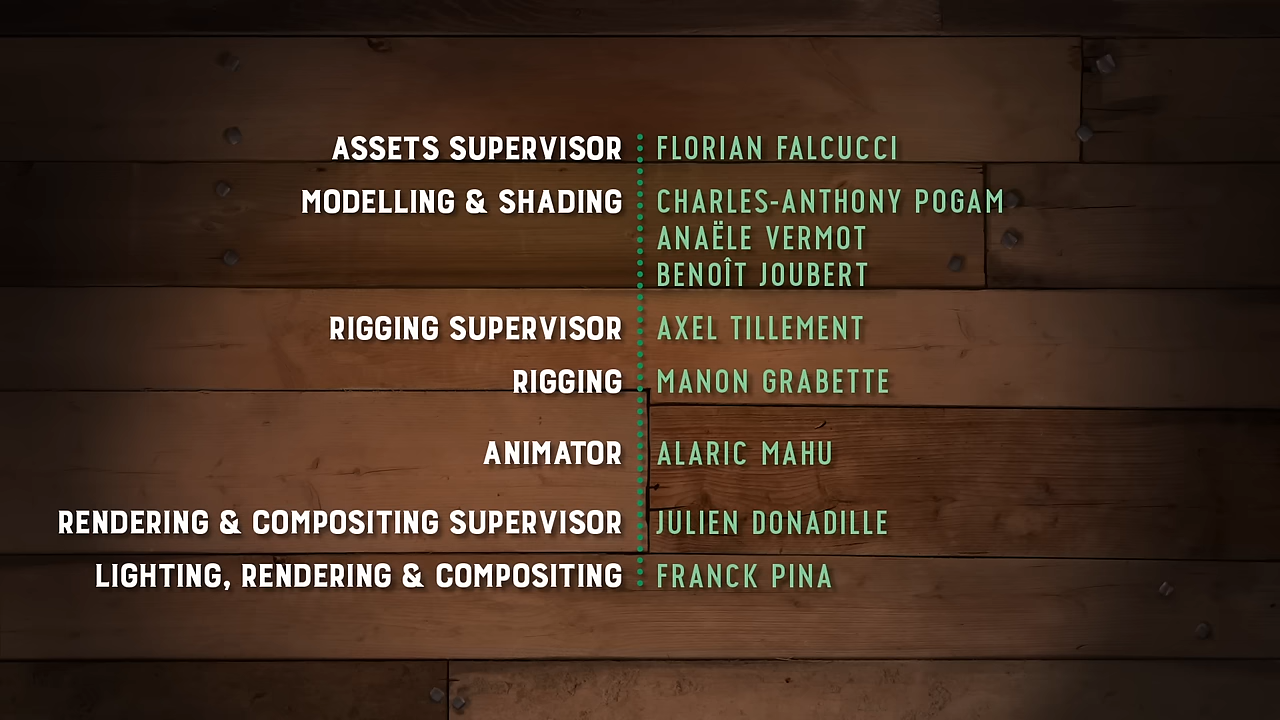 ASSETS SUPERVISOR FLORIAN FALCUCCI
MODELLING & SHADING CHARLES-ANTHONY POGAM
ANAËLE VERMOT
BENOÎT JOUBERT
RIGGING SUPERVISOR AXEL TILLEMENT
RIGGING MANON GRABETTE
ANIMATOR ALARIC MAHU
RENDERING & COMPOSITING SUPERVISOR JULIEN DONADILLE
LIGHTING, RENDERING & COMPOSITING FRANCK PINA